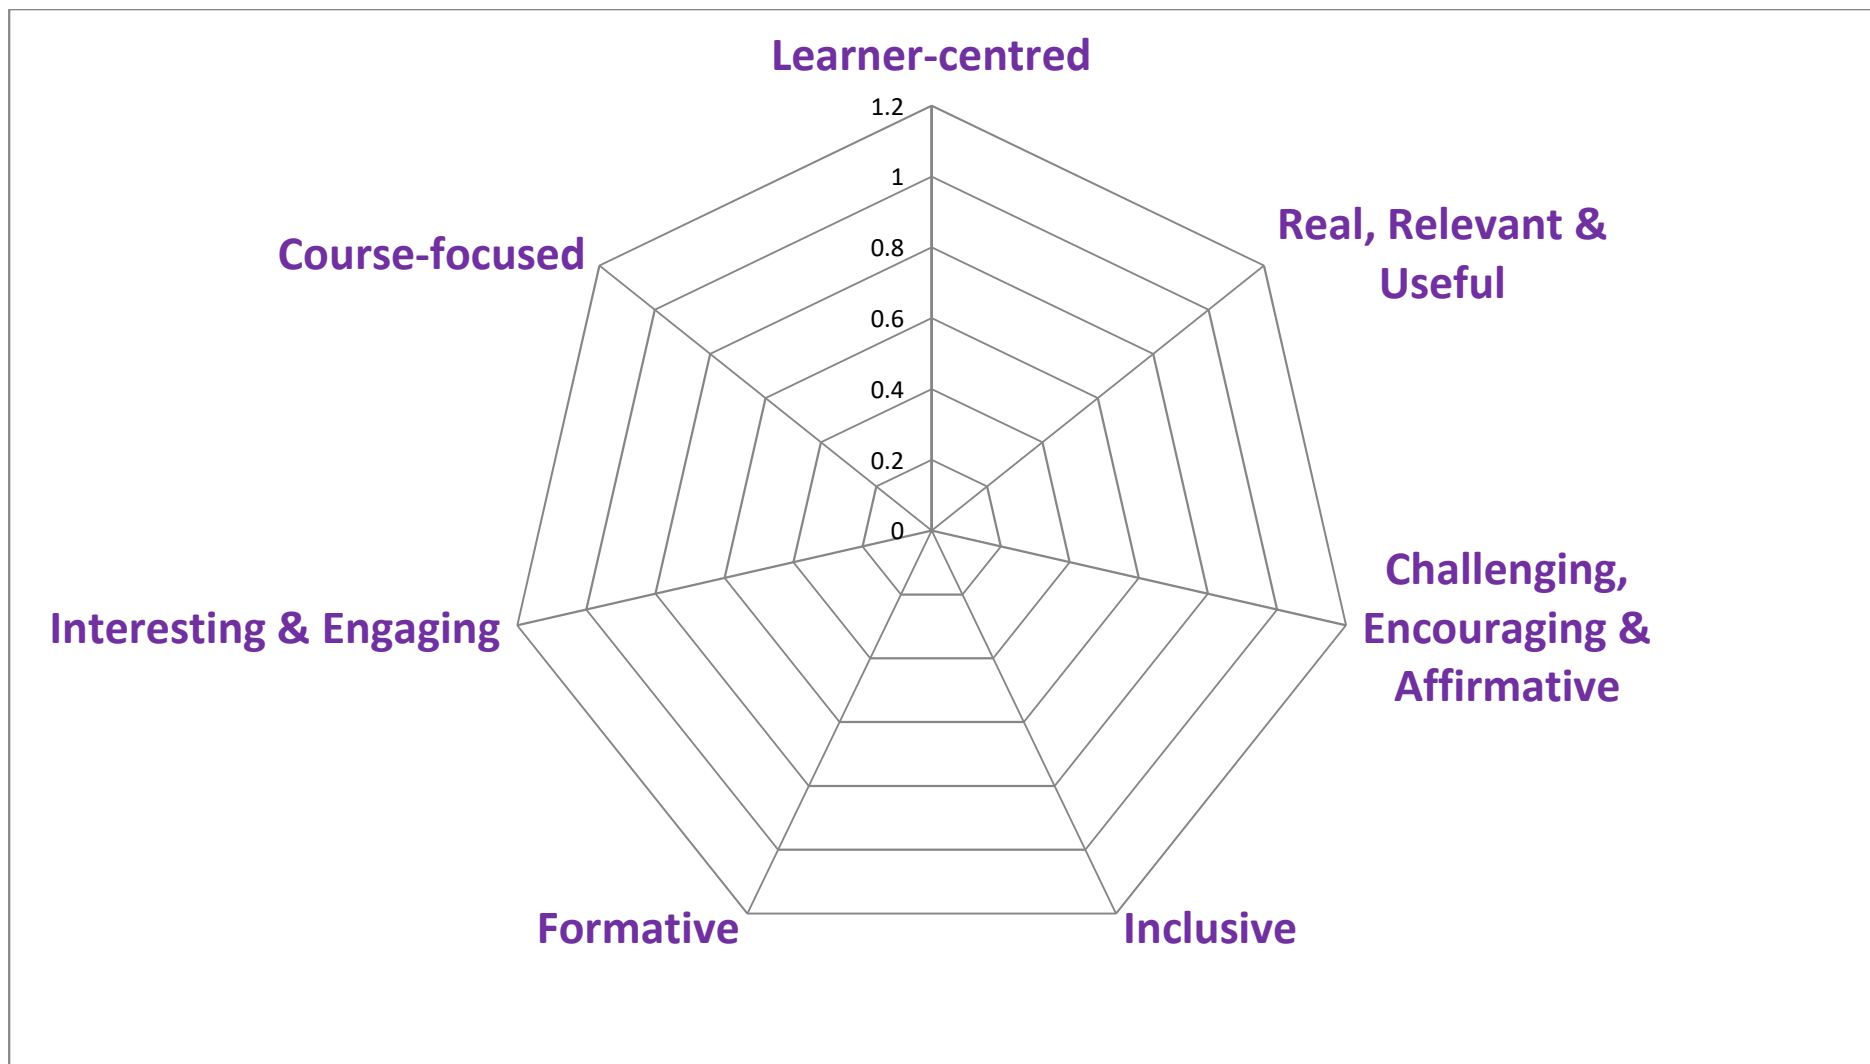 Learner-centred
1.2
1
0.8
0.6
0.4
0.2
0
Real, Relevant &
Useful
Challenging,
Encouraging &
Affirmative
Inclusive
Formative
Interesting & Engaging
Course-focused